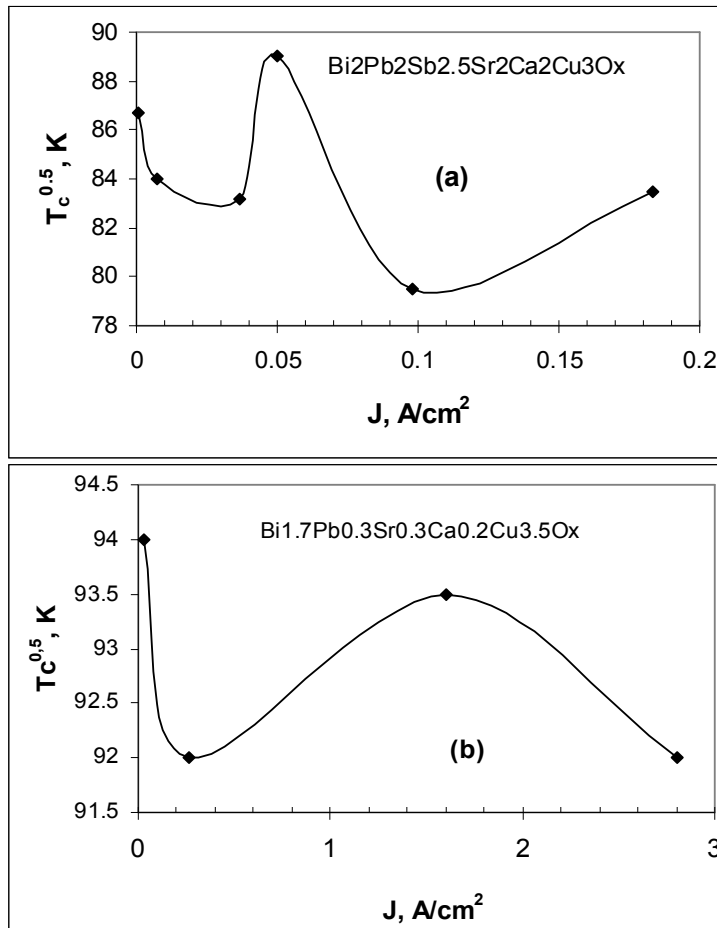 90
88
86
84
82
80
78
Tc 0.5 , K
Bi2Pb2Sb2.5Sr2Ca2Cu3Ox
(a)
0
0.05
0.1
0.15
0.2
J, A/cm2
94.5
94
93.5
93
92.5
92
91.5
Tc0,5 , K
Bi1.7Pb0.3Sr0.3Ca0.2Cu3.5Ox
(b)
0
1
2
3
J, A/cm2